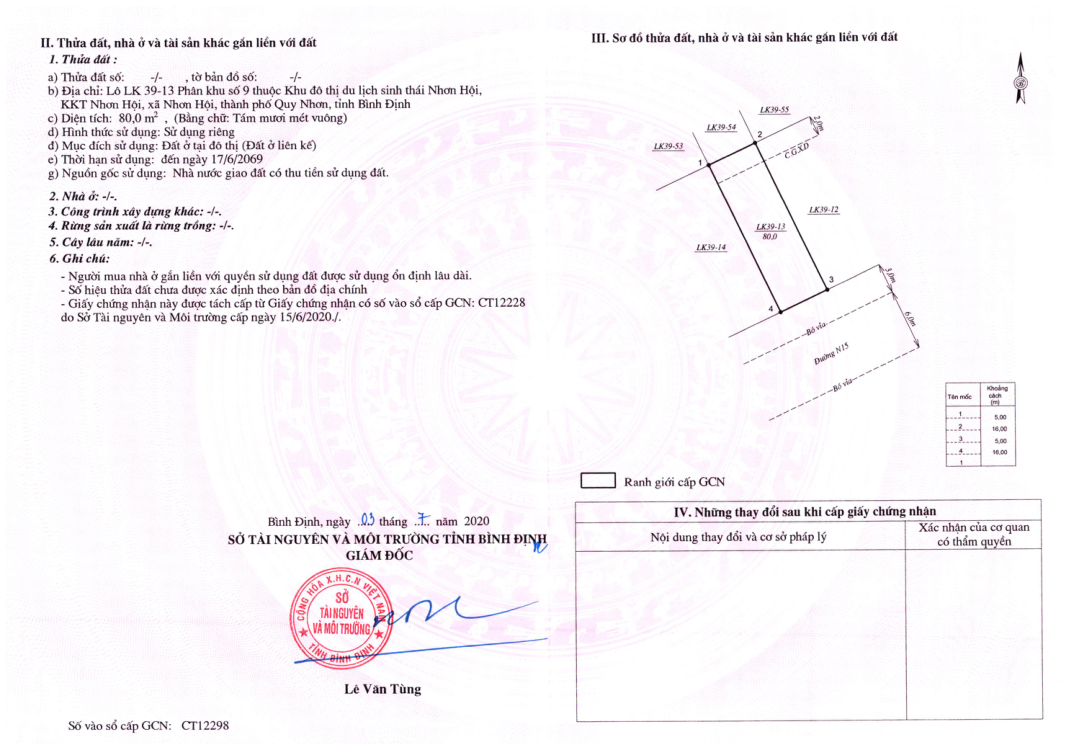 II. Thửa đất, nhà ở và tài sản khác gắn liền với đất
1. Thửa đất :
a) Thửa đất số: -/- , tờ bản đồ số: -/-
b) Địa chỉ: Lô LK 39-13 Phân khu số 9 thuộc Khu đô thị du lịch sinh thái Nhơn Hội,
KKT Nhơn Hội, xã Nhơn Hội, thành phố Quy Nhơn, tỉnh Bình Định
c) Diện tích: 80,0 m² , (Bằng chữ: Tám mươi mét vuông)
d) Hình thức sử dụng: Sử dụng riêng
đ) Mục đích sử dụng: Đất ở tại đô thị (Đất ở liên kế)
e) Thời hạn sử dụng: đến ngày 17/6/2069
g) Nguồn gốc sử dụng: Nhà nước giao đất có thu tiền sử dụng đất.
2. Nhà ở: -/-.
3. Công trình xây dựng khác: -/-.
4. Rừng sản xuất là rừng trồng: -/-.
5. Cây lâu năm: -/-.
6. Ghi chú:
- Người mua nhà ở gắn liền với quyền sử dụng đất được sử dụng ổn định lâu dài.
- Số hiệu thửa đất chưa được xác định theo bản đồ địa chính
- Giấy chứng nhận này được tách cấp từ Giấy chứng nhận có số vào sổ cấp GCN: CT12228
do Sở Tài nguyên và Môi trường cấp ngày 15/6/2020./.
Bình Định, ngày 03 tháng 7 năm 2020
SỞ TÀI NGUYÊN VÀ MÔI TRƯỜNG TỈNH BÌNH ĐỊNH
GIÁM ĐỐC
CỘNG HÒA X.H.C.N VIỆT NAM
SỞ
TÀI NGUYÊN
VÀ MÔI TRƯỜNG
TỈNH BÌNH ĐỊNH
Lê Văn Tùng
Số vào sổ cấp GCN: CT12298
III. Sơ đồ thửa đất, nhà ở và tài sản khác gắn liền với đất
LK39-55
LK39-54
2,0m
2
LK39-53
C.G.X.D
1
LK39-12
LK39-13
80,0
LK39-14
3
3,0m
4
6,0m
Bó vỉa
Đường N15
Bó vỉa
Tên mốc
Khoảng
cách
(m)
1
5,00
2
16,00
3
5,00
4
16,00
1
Ranh giới cấp GCN
IV. Những thay đổi sau khi cấp giấy chứng nhận
Nội dung thay đổi và cơ sở pháp lý
Xác nhận của cơ quan
có thẩm quyền